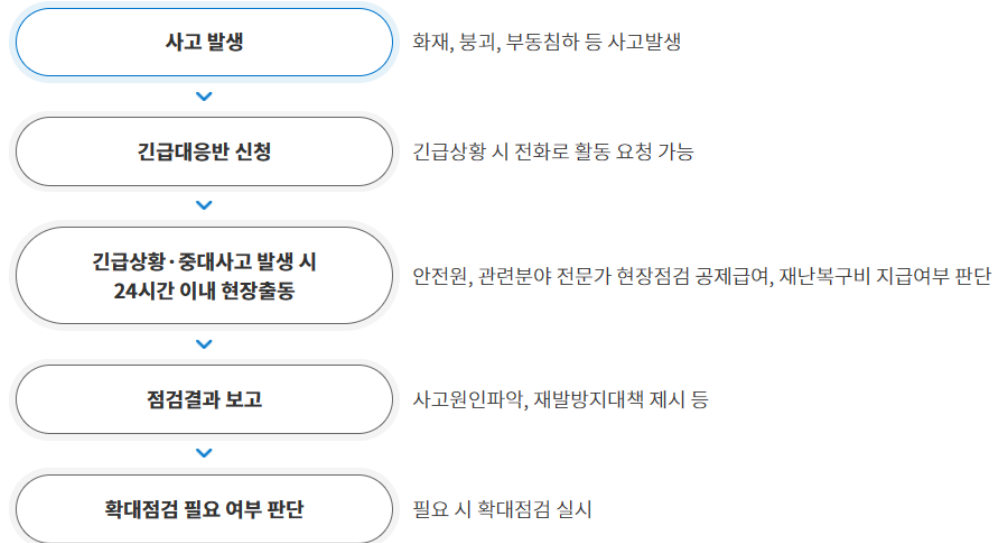 사고 발생
화재, 붕괴, 부동침하 등 사고발생
긴급대응반 신청
긴급상황 시 전화로 활동 요청 가능
긴급상황·중대사고 발생 시
24시간 이내 현장출동
안전원, 관련분야 전문가 현장점검 공제급여, 재난복구비 지급여부 판단
점검결과 보고
사고원인파악, 재발방지대책 제시 등
확대점검 필요 여부 판단
필요 시 확대점검 실시